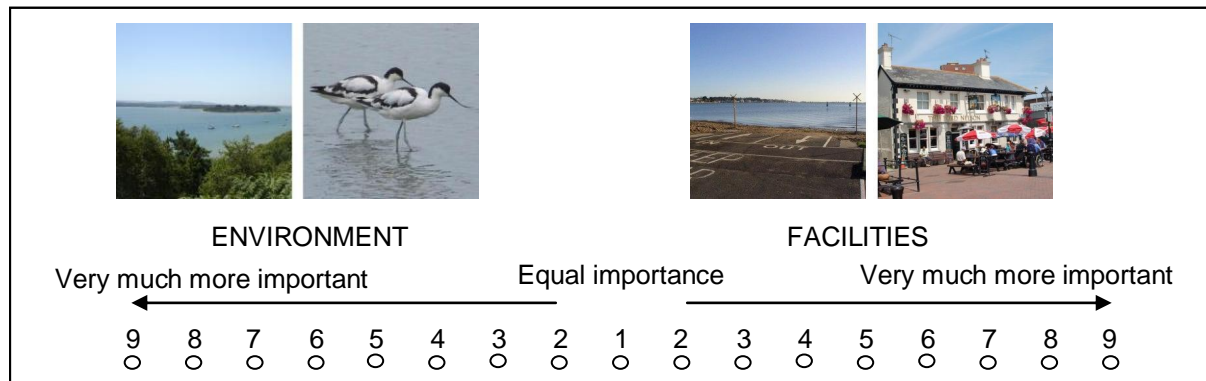 OUT
ENVIRONMENT FACILITIES
Very much more important Equal importance Very much more important
9 8 7 6 5 4 3 2 1 2 3 4 5 6 7 8 9